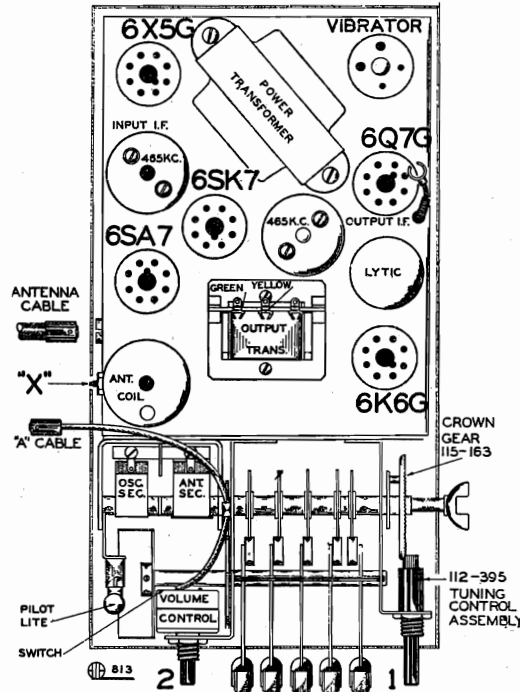 6X5G
VIBRATOR
POWER
TRANSFORMER
INPUT I.F.
465KC.
6Q7G
6SK7
465K.C.
OUTPUT I.F.
6SA7
LYTIC
GREEN
YELLOW
ANTENNA
CABLE
OUTPUT
TRANS.
"X"
ANT.
COIL
6K6G
"A" CABLE
CROWN
GEAR
115-163
OSC.
SEC.
ANT.
SEC.
112-395
TUNING
CONTROL
ASSEMBLY
PILOT
LITE
VOLUME
CONTROL
SWITCH
813
2
1